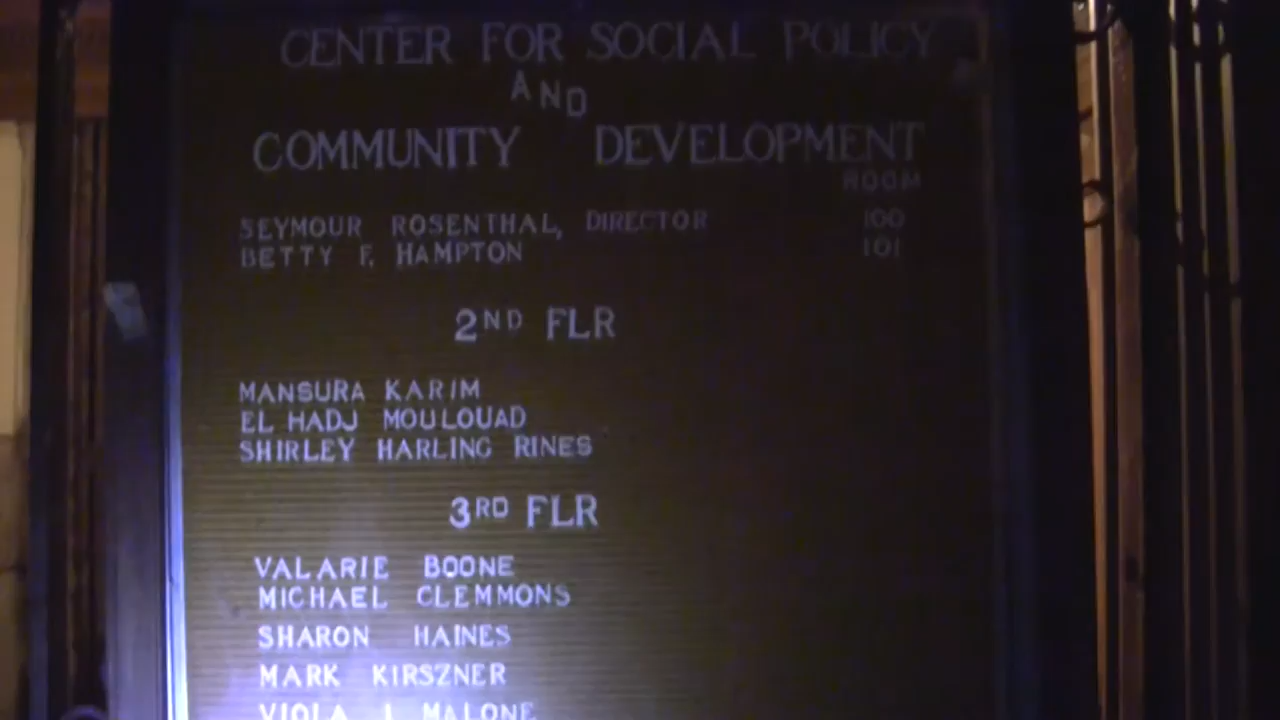 CENTER FOR SOCIAL POLICY
AND
COMMUNITY DEVELOPMENT
ROOM
SEYMOUR ROSENTHAL, DIRECTOR 100
BETTY F. HAMPTON 101
2ND FLR
MANSURA KARIM
EL HADJ MOULOUAD
SHIRLEY HARLING RINES
3RD FLR
VALARIE BOONE
MICHAEL CLEMMONS
SHARON HAINES
MARK KIRSZNER
VIOLA J MALONE